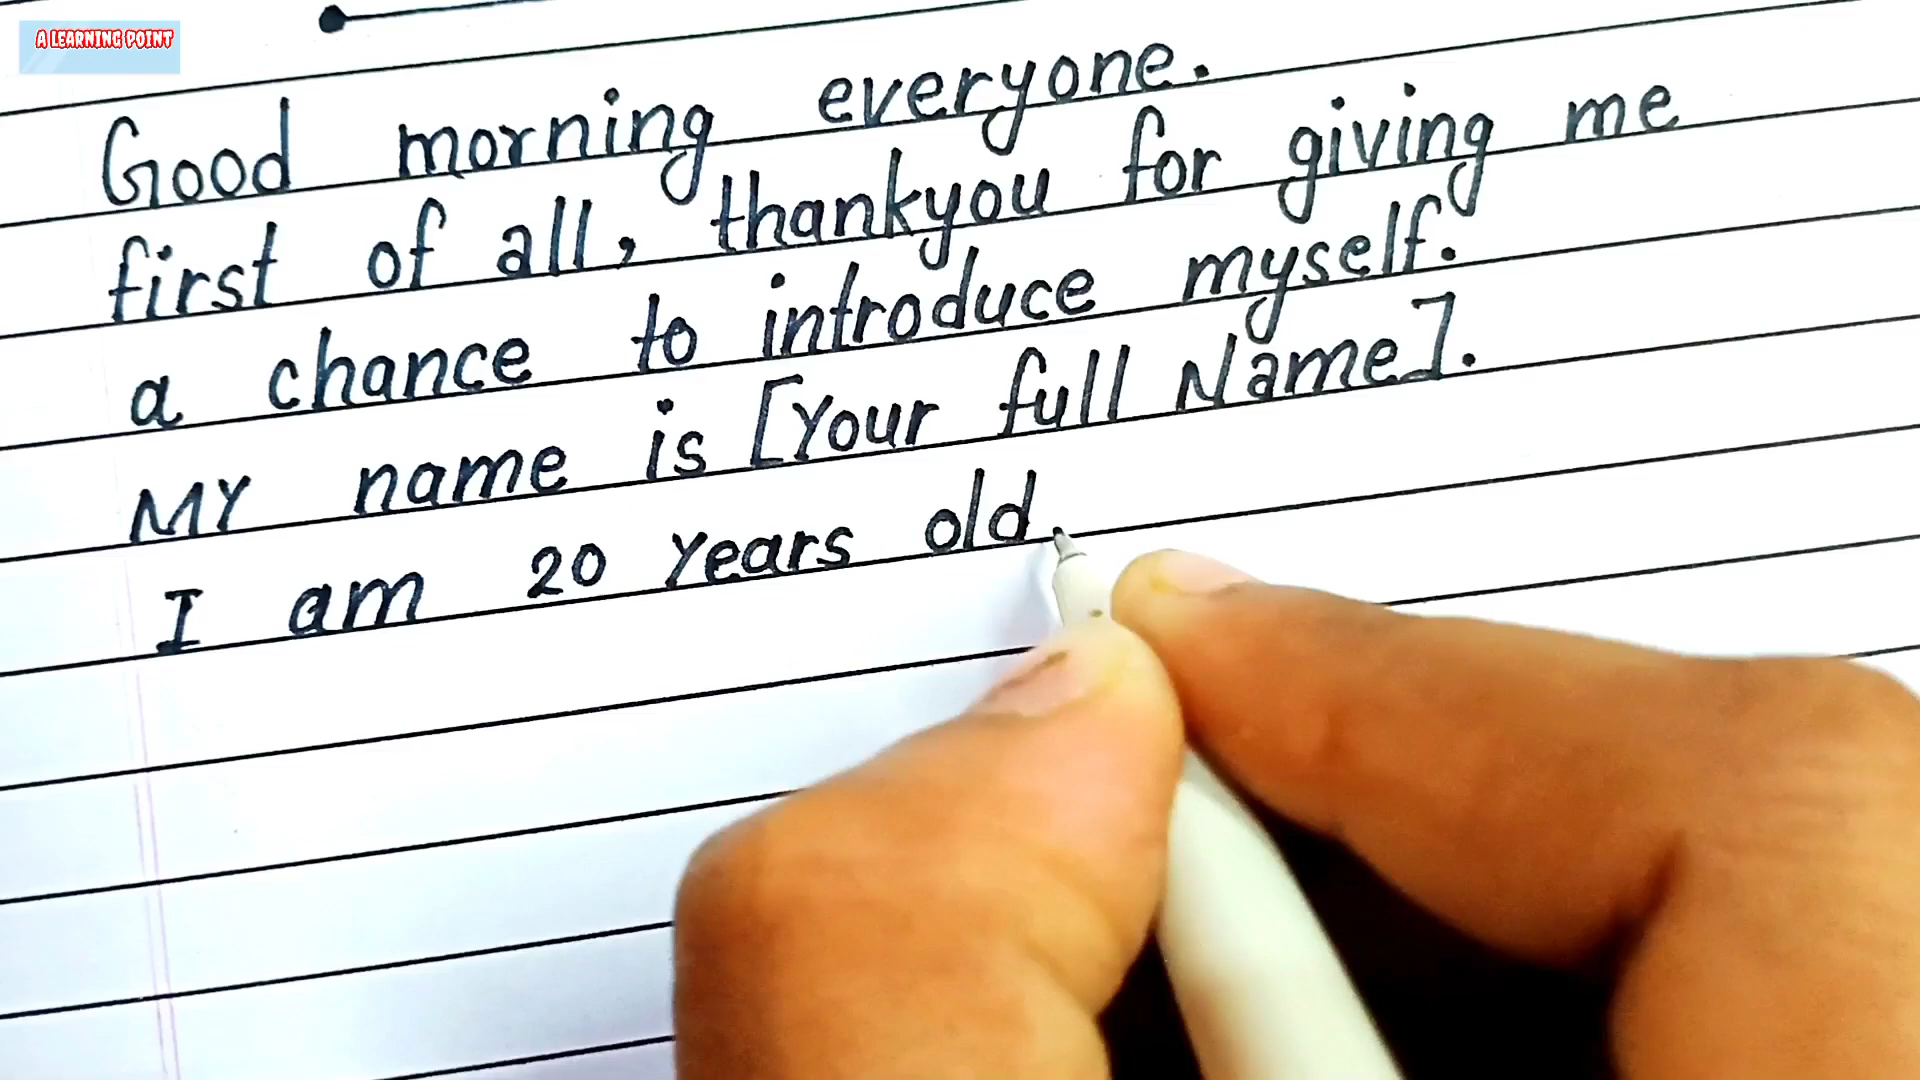 A LEARNING POINT
Good morning everyone.
first of all, thankyou for giving me
a chance to introduce myself.
MY name is [Your full Name].
I am 20 Years old.